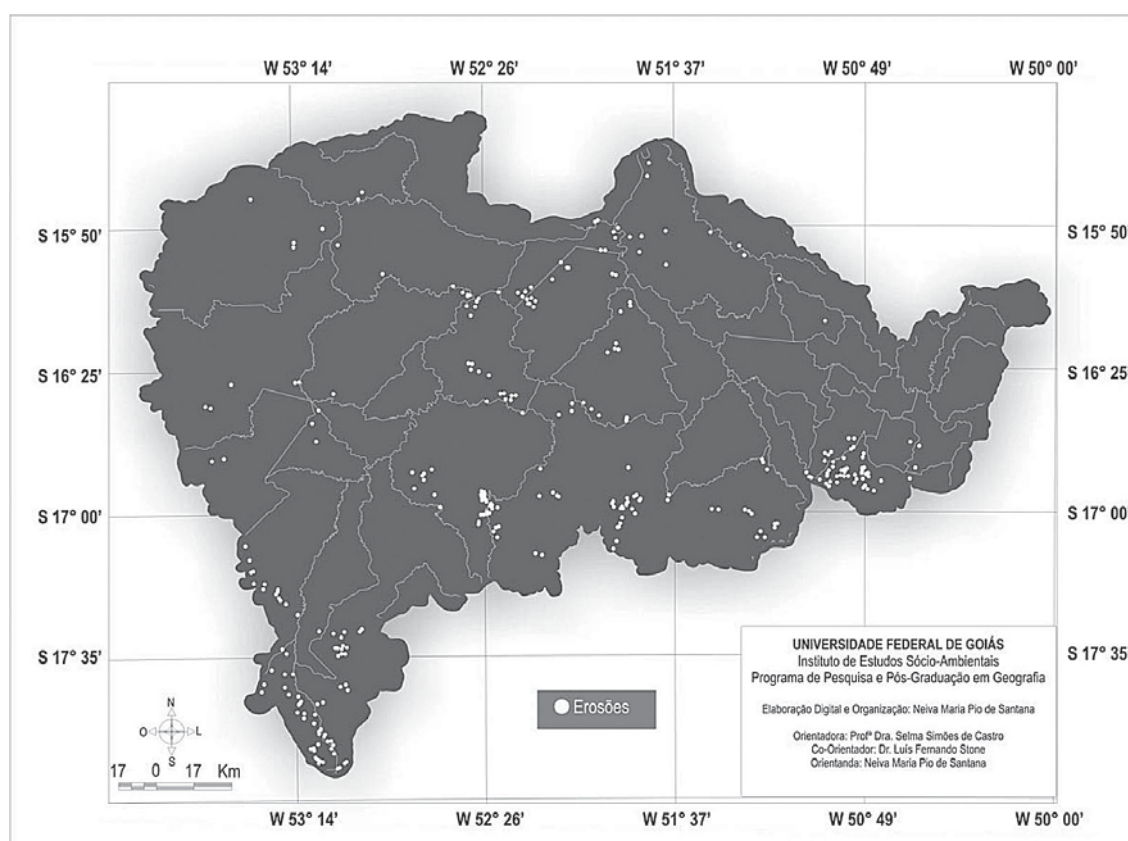 W 53° 14' W 52° 26' W 51° 37' W 50° 49' W 50° 00'
S 15° 50' S 15° 50'
S 16° 25' S 16° 25'
S 17° 00' S 17° 00'
S 17° 35' S 17° 35'
UNIVERSIDADE FEDERAL DE GOIÁS
Instituto de Estudos Sócio-Ambientais
Programa de Pesquisa e Pós-Graduação em Geografia
Elaboração Digital e Organização: Neiva Maria Pio de Santana
Orientadora: Profª Dra. Selma Simões de Castro
Co-Orientador: Dr. Luís Fernando Stone
Orientanda: Neiva Maria Pio de Santana
Erosões
N
O L
S
17 0 17 Km
W 53° 14' W 52° 26' W 51° 37' W 50° 49' W 50° 00'